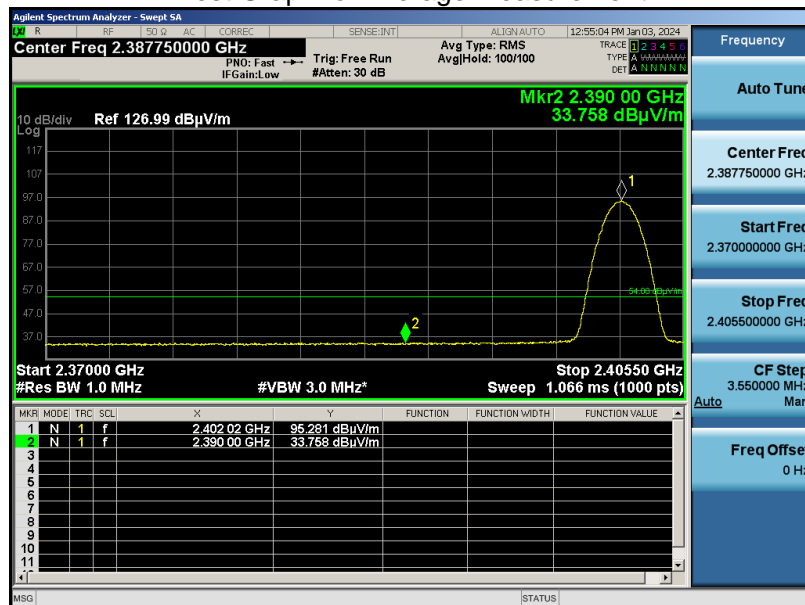 Agilent Spectrum Analyzer - Swept SA
LXI R RF 50 Ω AC CORREC SENSE:INT ALIGN AUTO 12:55:04 PM Jan 03, 2024
Center Freq 2.387750000 GHz
PNO: Fast
IFGain:Low
Trig: Free Run
#Atten: 30 dB
Avg Type: RMS
Avg|Hold: 100/100
TRACE 1 2 3 4 5 6
TYPE A
DET A N N N N N
Mkr2 2.390 00 GHz
33.758 dBµV/m
10 dB/div Ref 126.99 dBµV/m
Log
117
107
97.0
87.0
77.0
67.0
57.0
47.0
37.0
1
2
54.00 dBµV/m
Start 2.37000 GHz Stop 2.40550 GHz
#Res BW 1.0 MHz #VBW 3.0 MHz* Sweep 1.066 ms (1000 pts)
MKR MODE TRC SCL X Y FUNCTION FUNCTION WIDTH FUNCTION VALUE
1 N 1 f 2.402 02 GHz 95.281 dBµV/m
2 N 1 f 2.390 00 GHz 33.758 dBµV/m
3
4
5
6
7
8
9
10
11
MSG STATUS
Frequency
Auto Tune
Center Freq
2.387750000 GHz
Start Freq
2.370000000 GHz
Stop Freq
2.405500000 GHz
CF Step
3.550000 MHz
Auto Man
Freq Offset
0 Hz